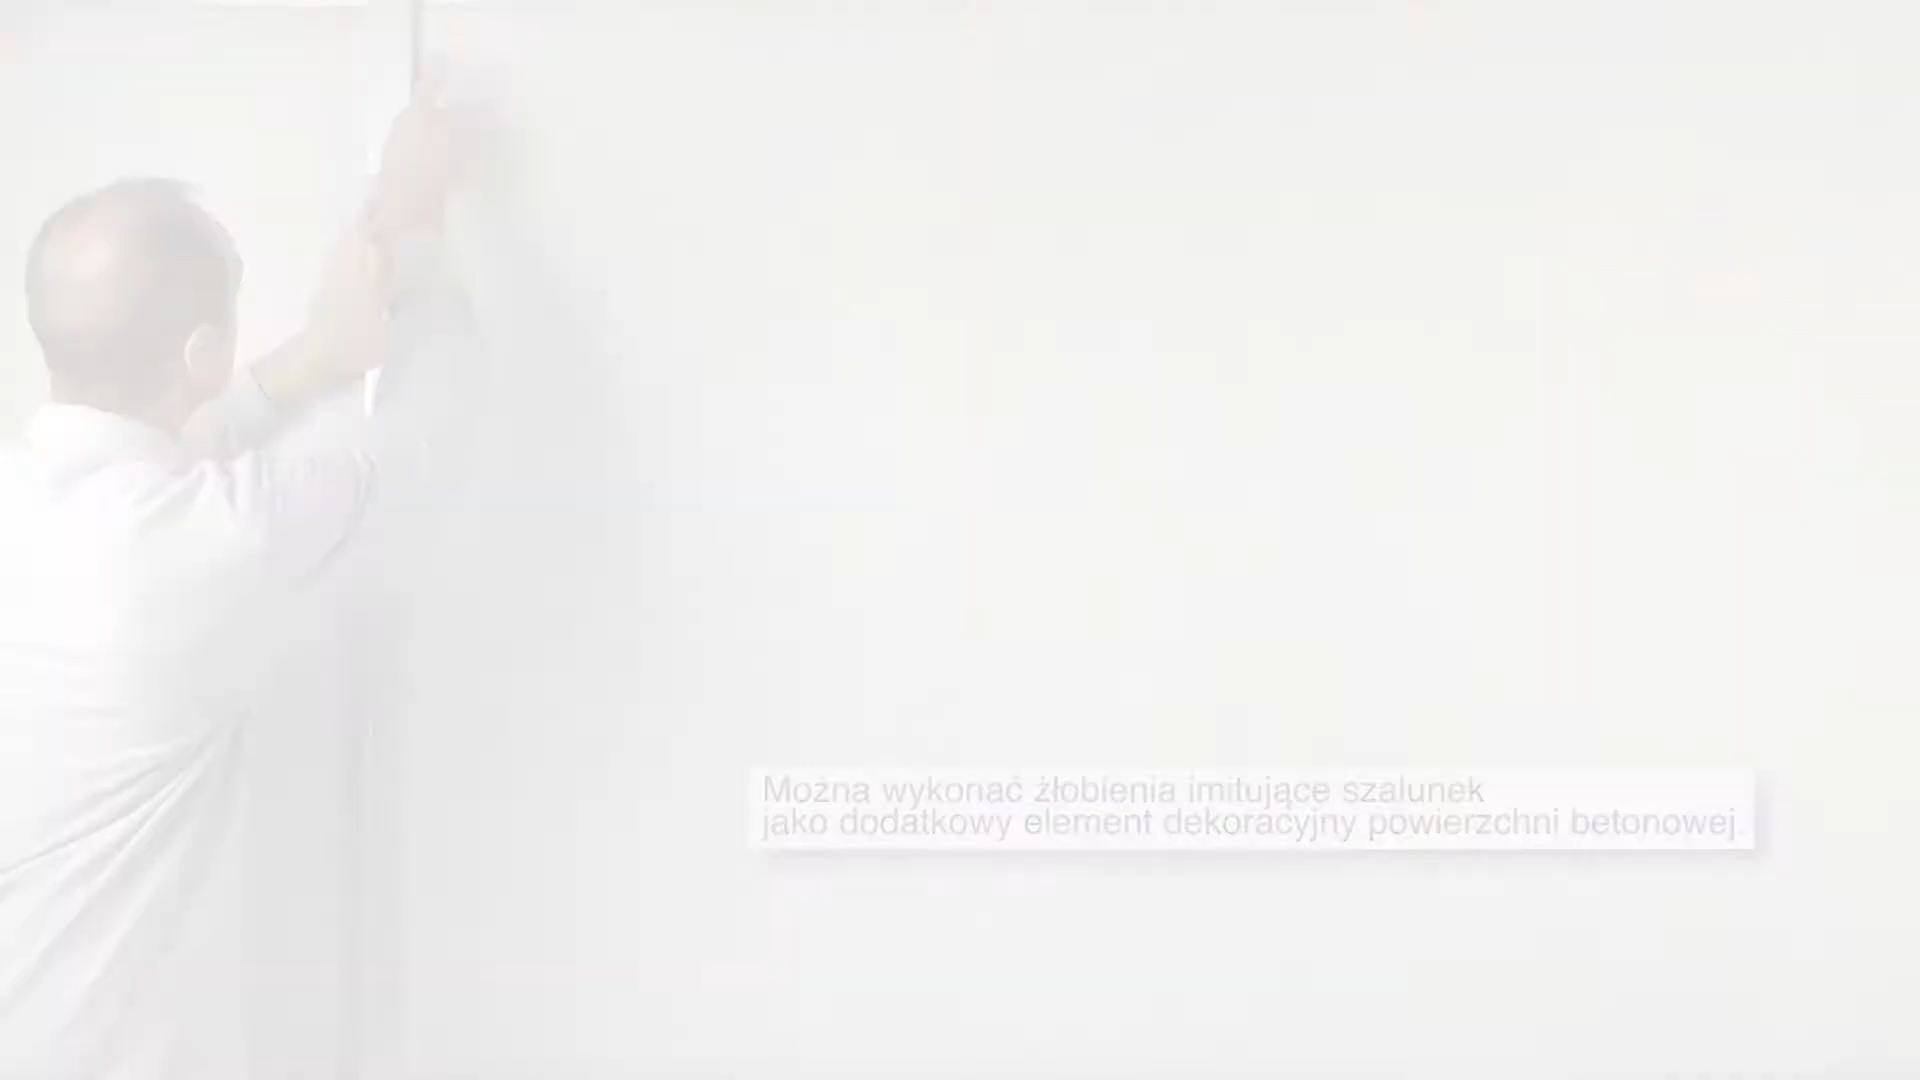 Można wykonać żłobienia imitujące szalunek
jako dodatkowy element dekoracyjny powierzchni betonowej.